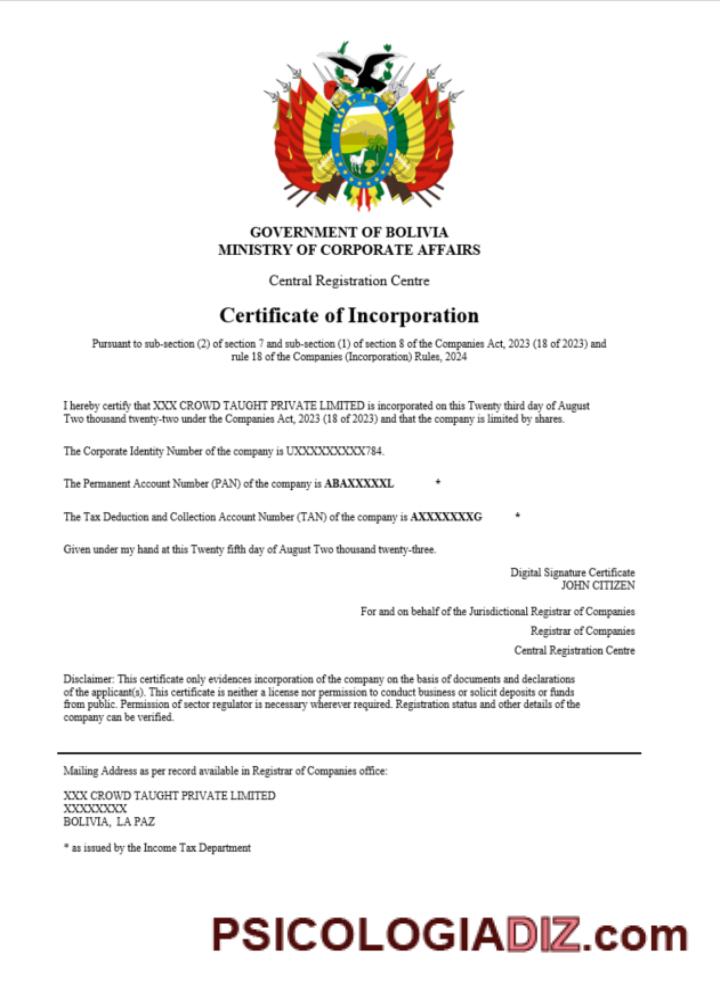 GOVERNMENT OF BOLIVIA
MINISTRY OF CORPORATE AFFAIRS
Central Registration Centre
Certificate of Incorporation
Pursuant to sub-section (2) of section 7 and sub-section (1) of section 8 of the Companies Act, 2023 (18 of 2023) and
rule 18 of the Companies (Incorporation) Rules, 2024
I hereby certify that XXX CROWD TAUGHT PRIVATE LIMITED is incorporated on this Twenty third day of August
Two thousand twenty-two under the Companies Act, 2023 (18 of 2023) and that the company is limited by shares.
The Corporate Identity Number of the company is UXXXXXXXXXX784.
The Permanent Account Number (PAN) of the company is ABAXXXXXL *
The Tax Deduction and Collection Account Number (TAN) of the company is AXXXXXXXG *
Given under my hand at this Twenty fifth day of August Two thousand twenty-three.
Digital Signature Certificate
JOHN CITIZEN
For and on behalf of the Jurisdictional Registrar of Companies
Registrar of Companies
Central Registration Centre
Disclaimer: This certificate only evidences incorporation of the company on the basis of documents and declarations
of the applicant(s). This certificate is neither a license nor permission to conduct business or solicit deposits or funds
from public. Permission of sector regulator is necessary wherever required. Registration status and other details of the
company can be verified.
Mailing Address as per record available in Registrar of Companies office:
XXX CROWD TAUGHT PRIVATE LIMITED
XXXXXXXX
BOLIVIA, LA PAZ
* as issued by the Income Tax Department
PSICOLOGIADIZ.com